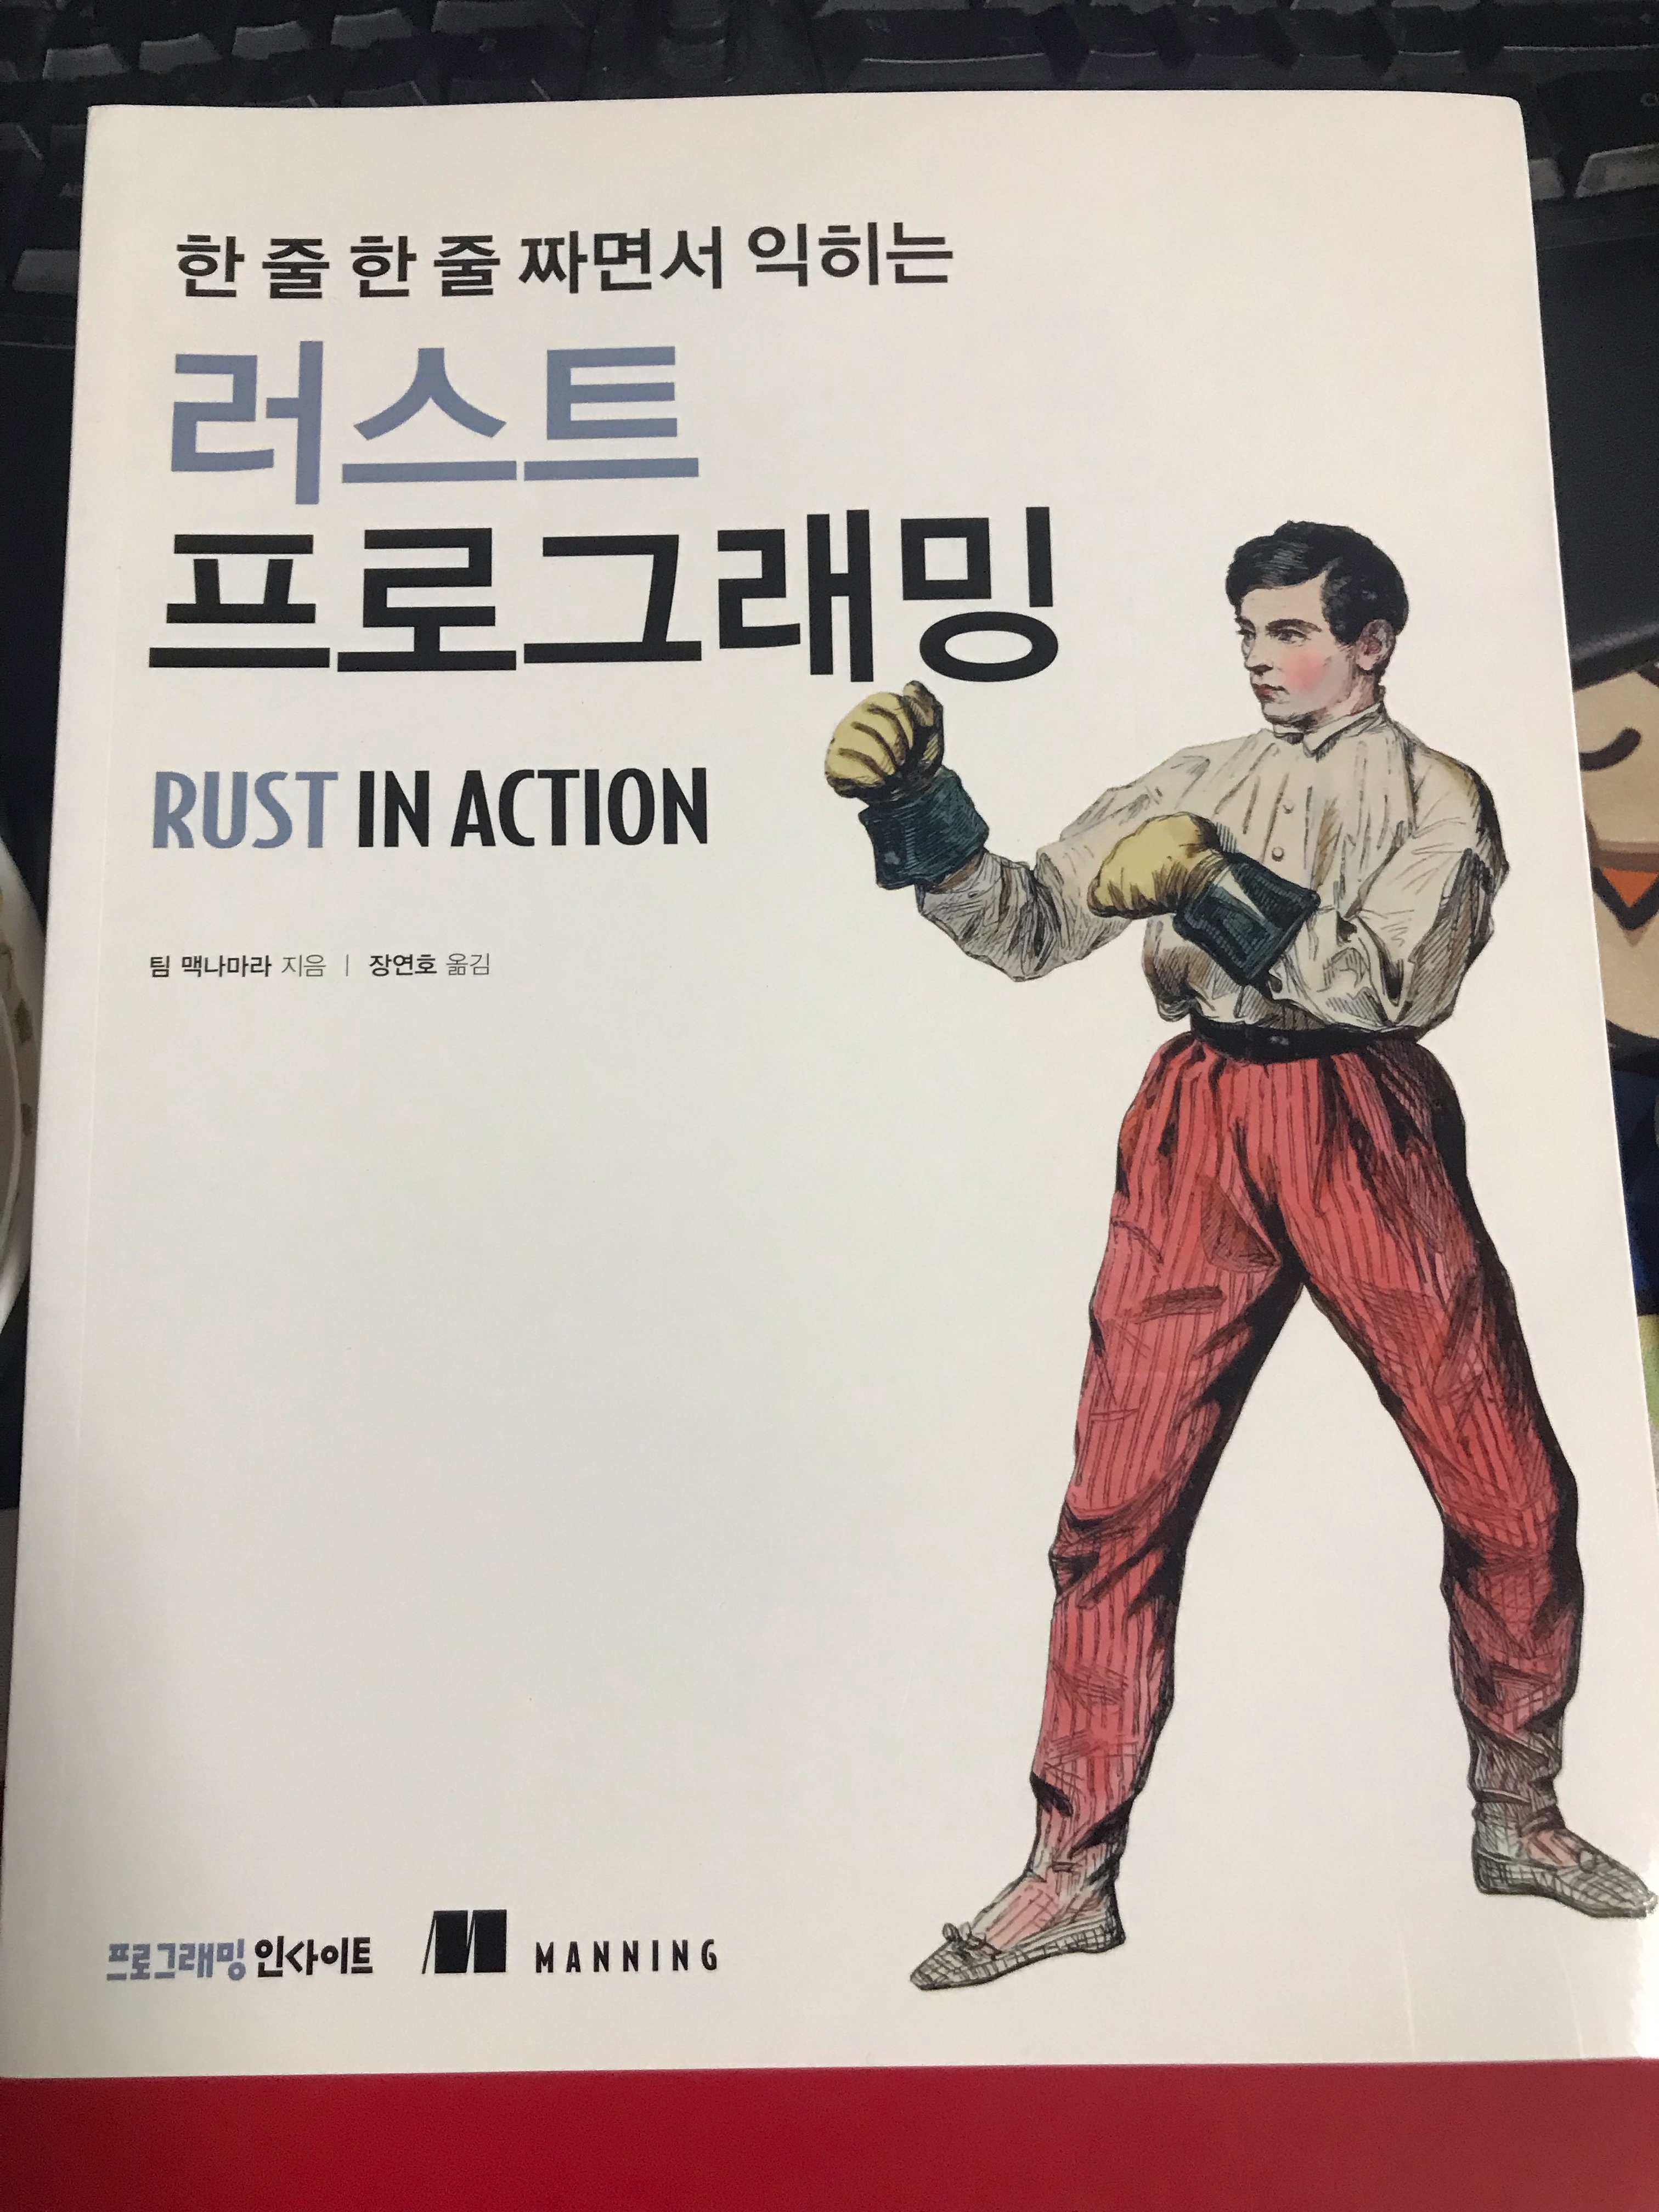 한 줄 한 줄 짜면서 익히는
러스트
프로그래밍
RUST IN ACTION
팀 맥나마라 지음 | 장연호 옮김
프로그래밍 인사이트 MANNING